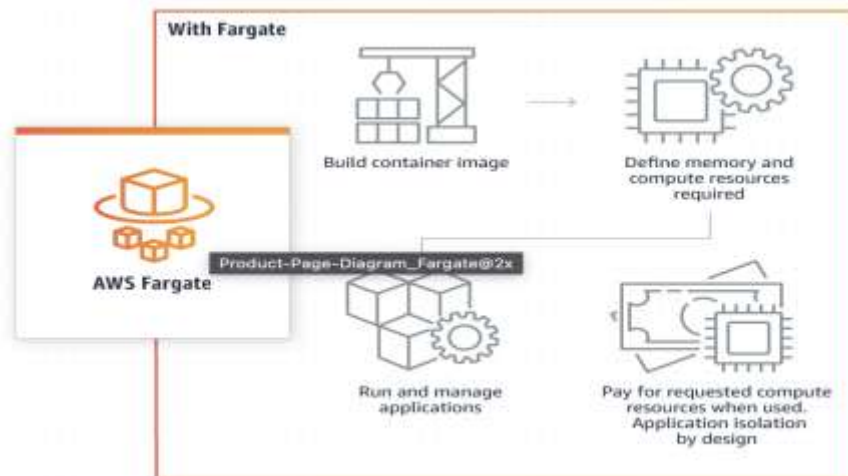 With Fargate
Build container image
Define memory and
compute resources
required
AWS Fargate
Product-Page-Diagram_Fargate@2x
Run and manage
applications
Pay for requested compute
resources when used.
Application isolation
by design